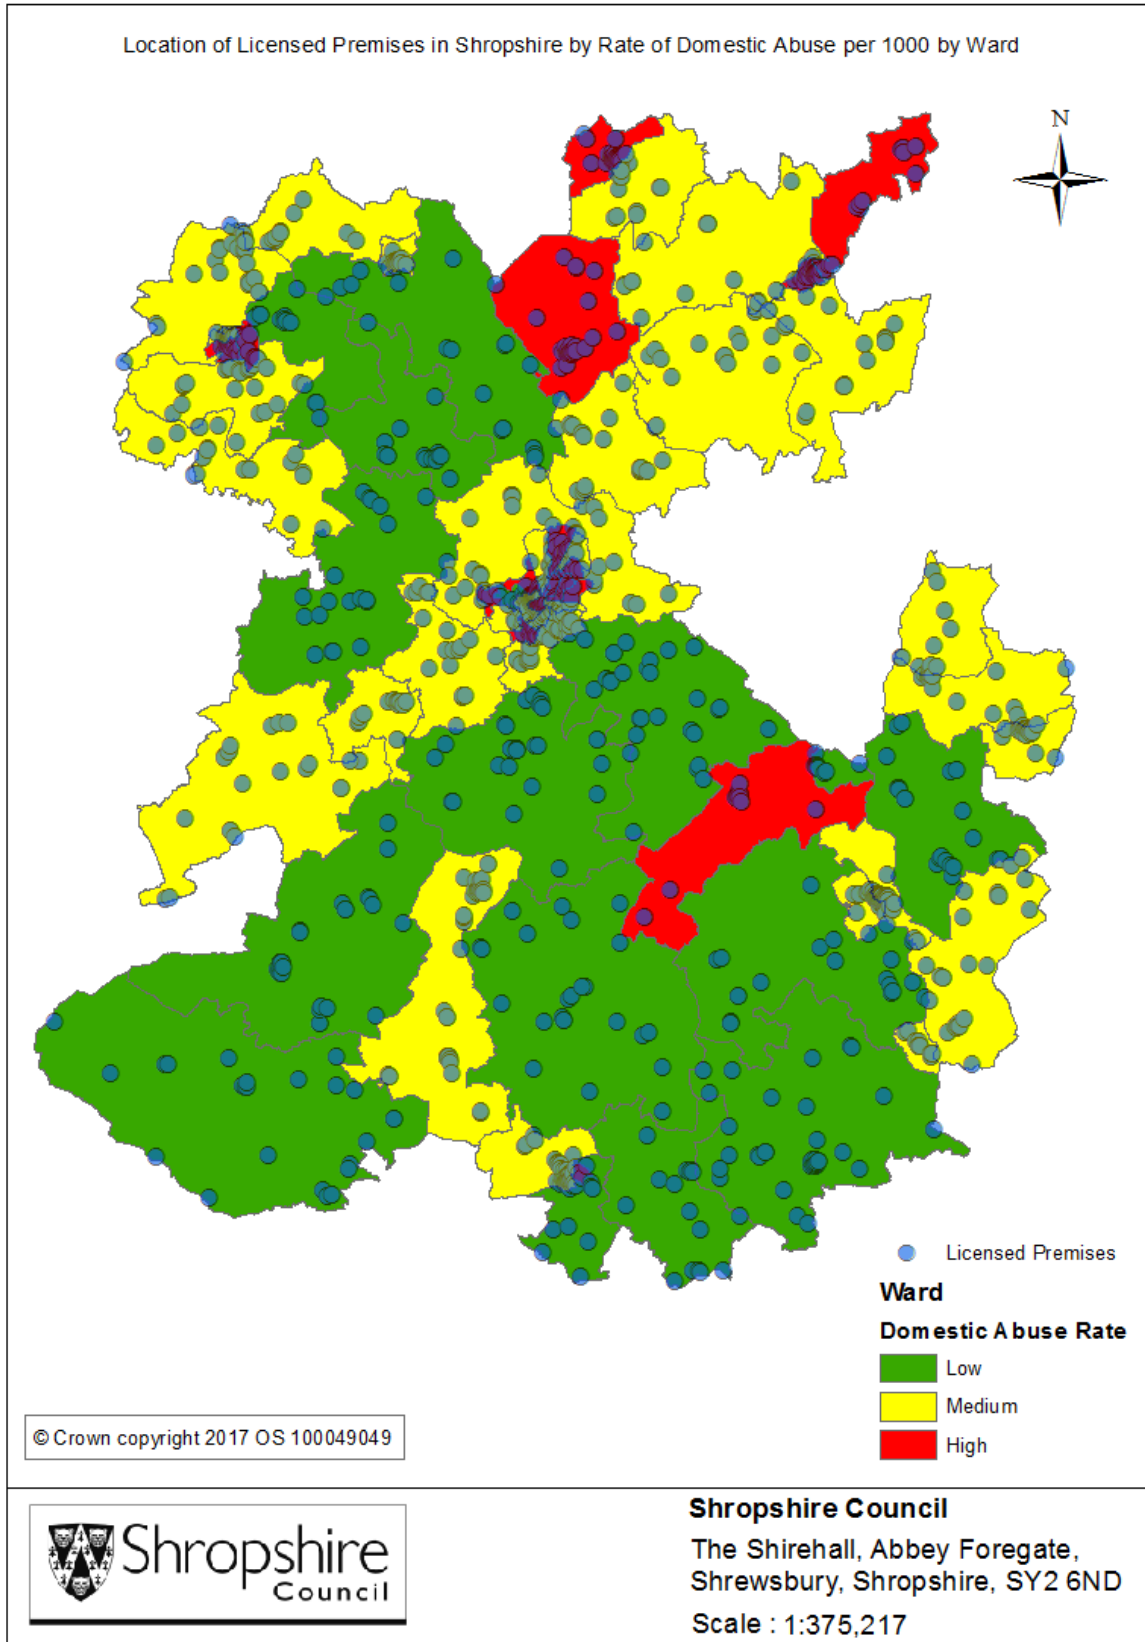 Location of Licensed Premises in Shropshire by Rate of Domestic Abuse per 1000 by Ward
N
Licensed Premises
Ward
Domestic Abuse Rate
Low
Medium
High
© Crown copyright 2017 OS 100049049
Shropshire
Council
Shropshire Council
The Shirehall, Abbey Foregate,
Shrewsbury, Shropshire, SY2 6ND
Scale : 1:375,217